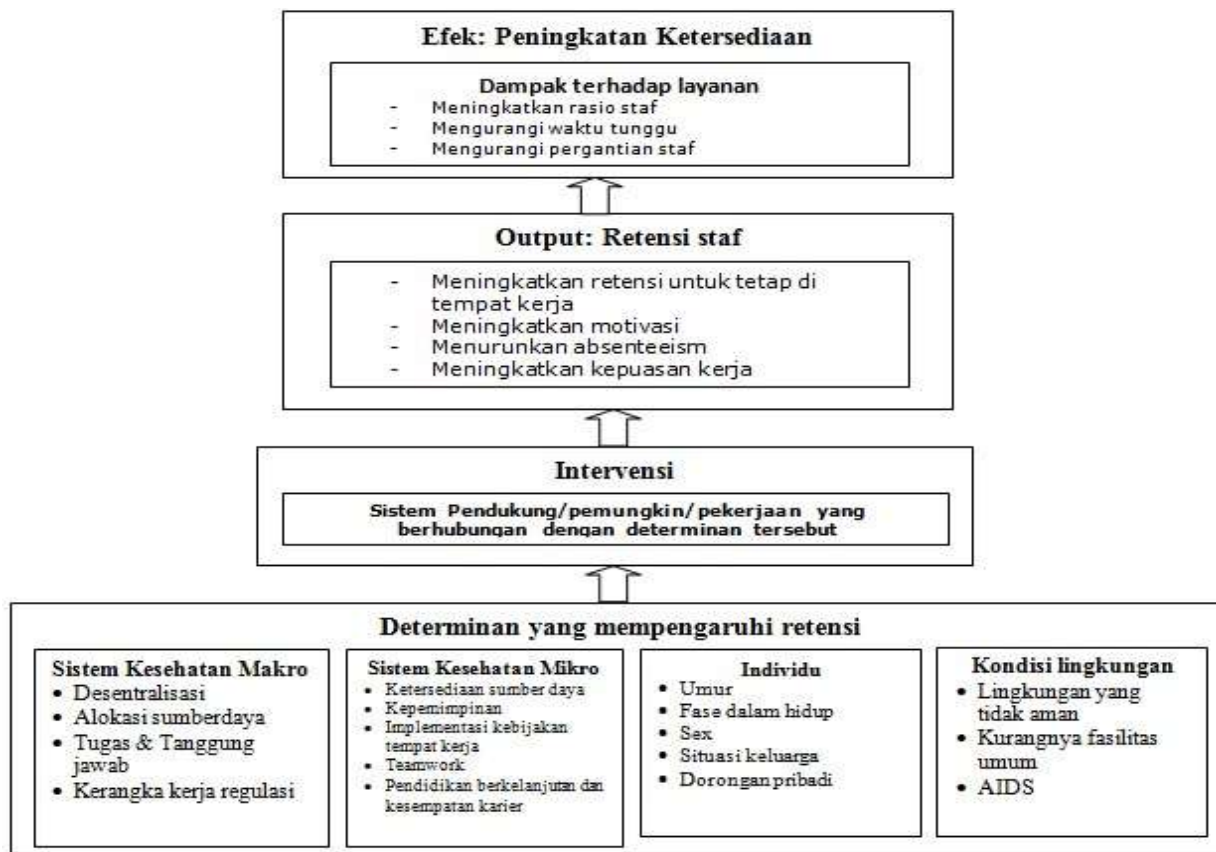 Efek: Peningkatan Ketersediaan
Dampak terhadap layanan
- Meningkatkan rasio staf
- Mengurangi waktu tunggu
- Mengurangi pergantian staf
Output: Retensi staf
- Meningkatkan retensi untuk tetap di
tempat kerja
- Meningkatkan motivasi
- Menurunkan absenteeism
- Meningkatkan kepuasan kerja
Intervensi
Sistem Pendukung/pemungkin/pekerjaan yang
berhubungan dengan determinan tersebut
Determinan yang mempengaruhi retensi
Sistem Kesehatan Makro
• Desentralisasi
• Alokasi sumberdaya
• Tugas & Tanggung
jawab
• Kerangka kerja regulasi
Sistem Kesehatan Mikro
• Ketersediaan sumber daya
• Kepemimpinan
• Implementasi kebijakan
tempat kerja
• Teamwork
• Pendidikan berkelanjutan dan
kesempatan karier
Individu
• Umur
• Fase dalam hidup
• Sex
• Situasi keluarga
• Dorongan pribadi
Kondisi lingkungan
• Lingkungan yang
tidak aman
• Kurangnya fasilitas
umum
• AIDS